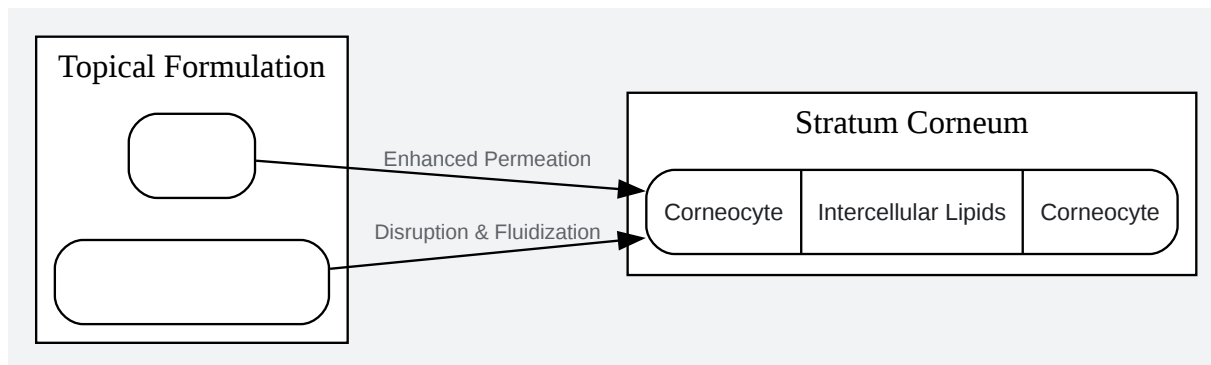 Topical Formulation
Enhanced Permeation
Disruption & Fluidization
Stratum Corneum
Corneocyte
Intercellular Lipids
Corneocyte